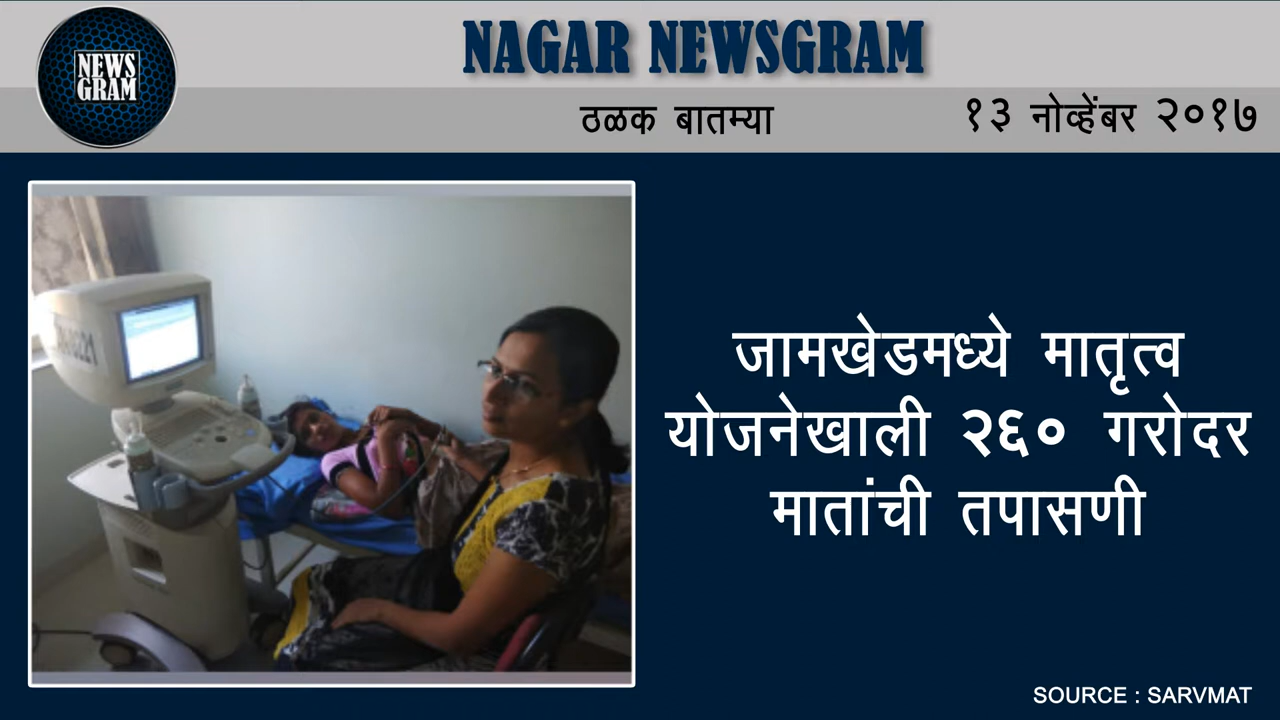 NEWS
GRAM
NAGAR NEWSGRAM
ठळक बातम्या
१३ नोव्हेंबर २०१७
जामखेडमध्ये मातृत्व
योजनेखाली २६० गरोदर
मातांची तपासणी
SOURCE : SARVMAT